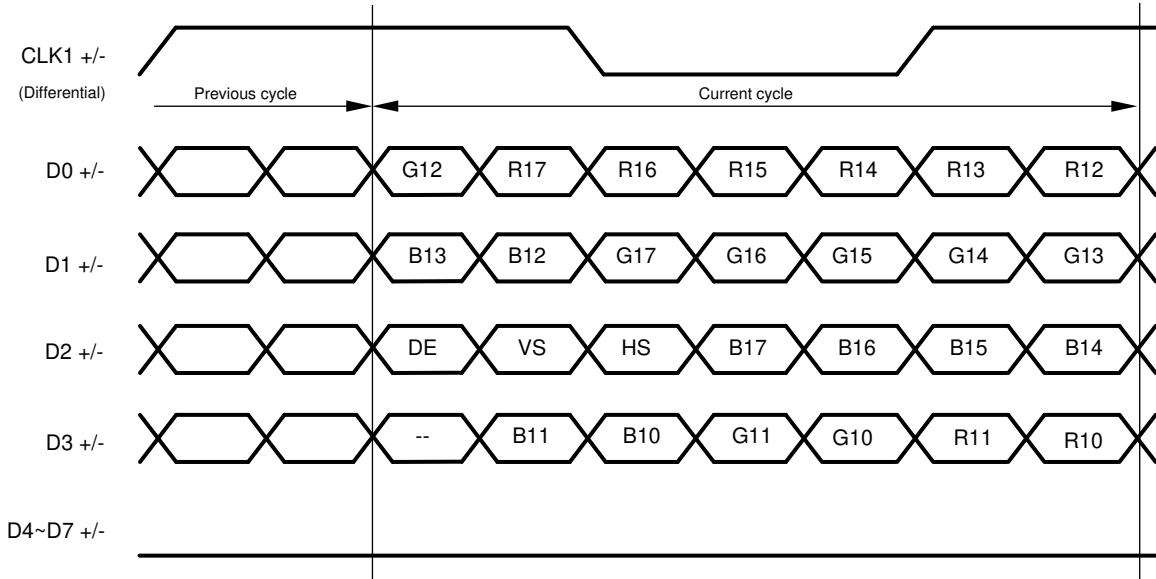 CLK1 +/-
(Differential)
Previous cycle
Current cycle
D0 +/- G12 R17 R16 R15 R14 R13 R12
D1 +/- B13 B12 G17 G16 G15 G14 G13
D2 +/- DE VS HS B17 B16 B15 B14
D3 +/- -- B11 B10 G11 G10 R11 R10
D4~D7 +/-